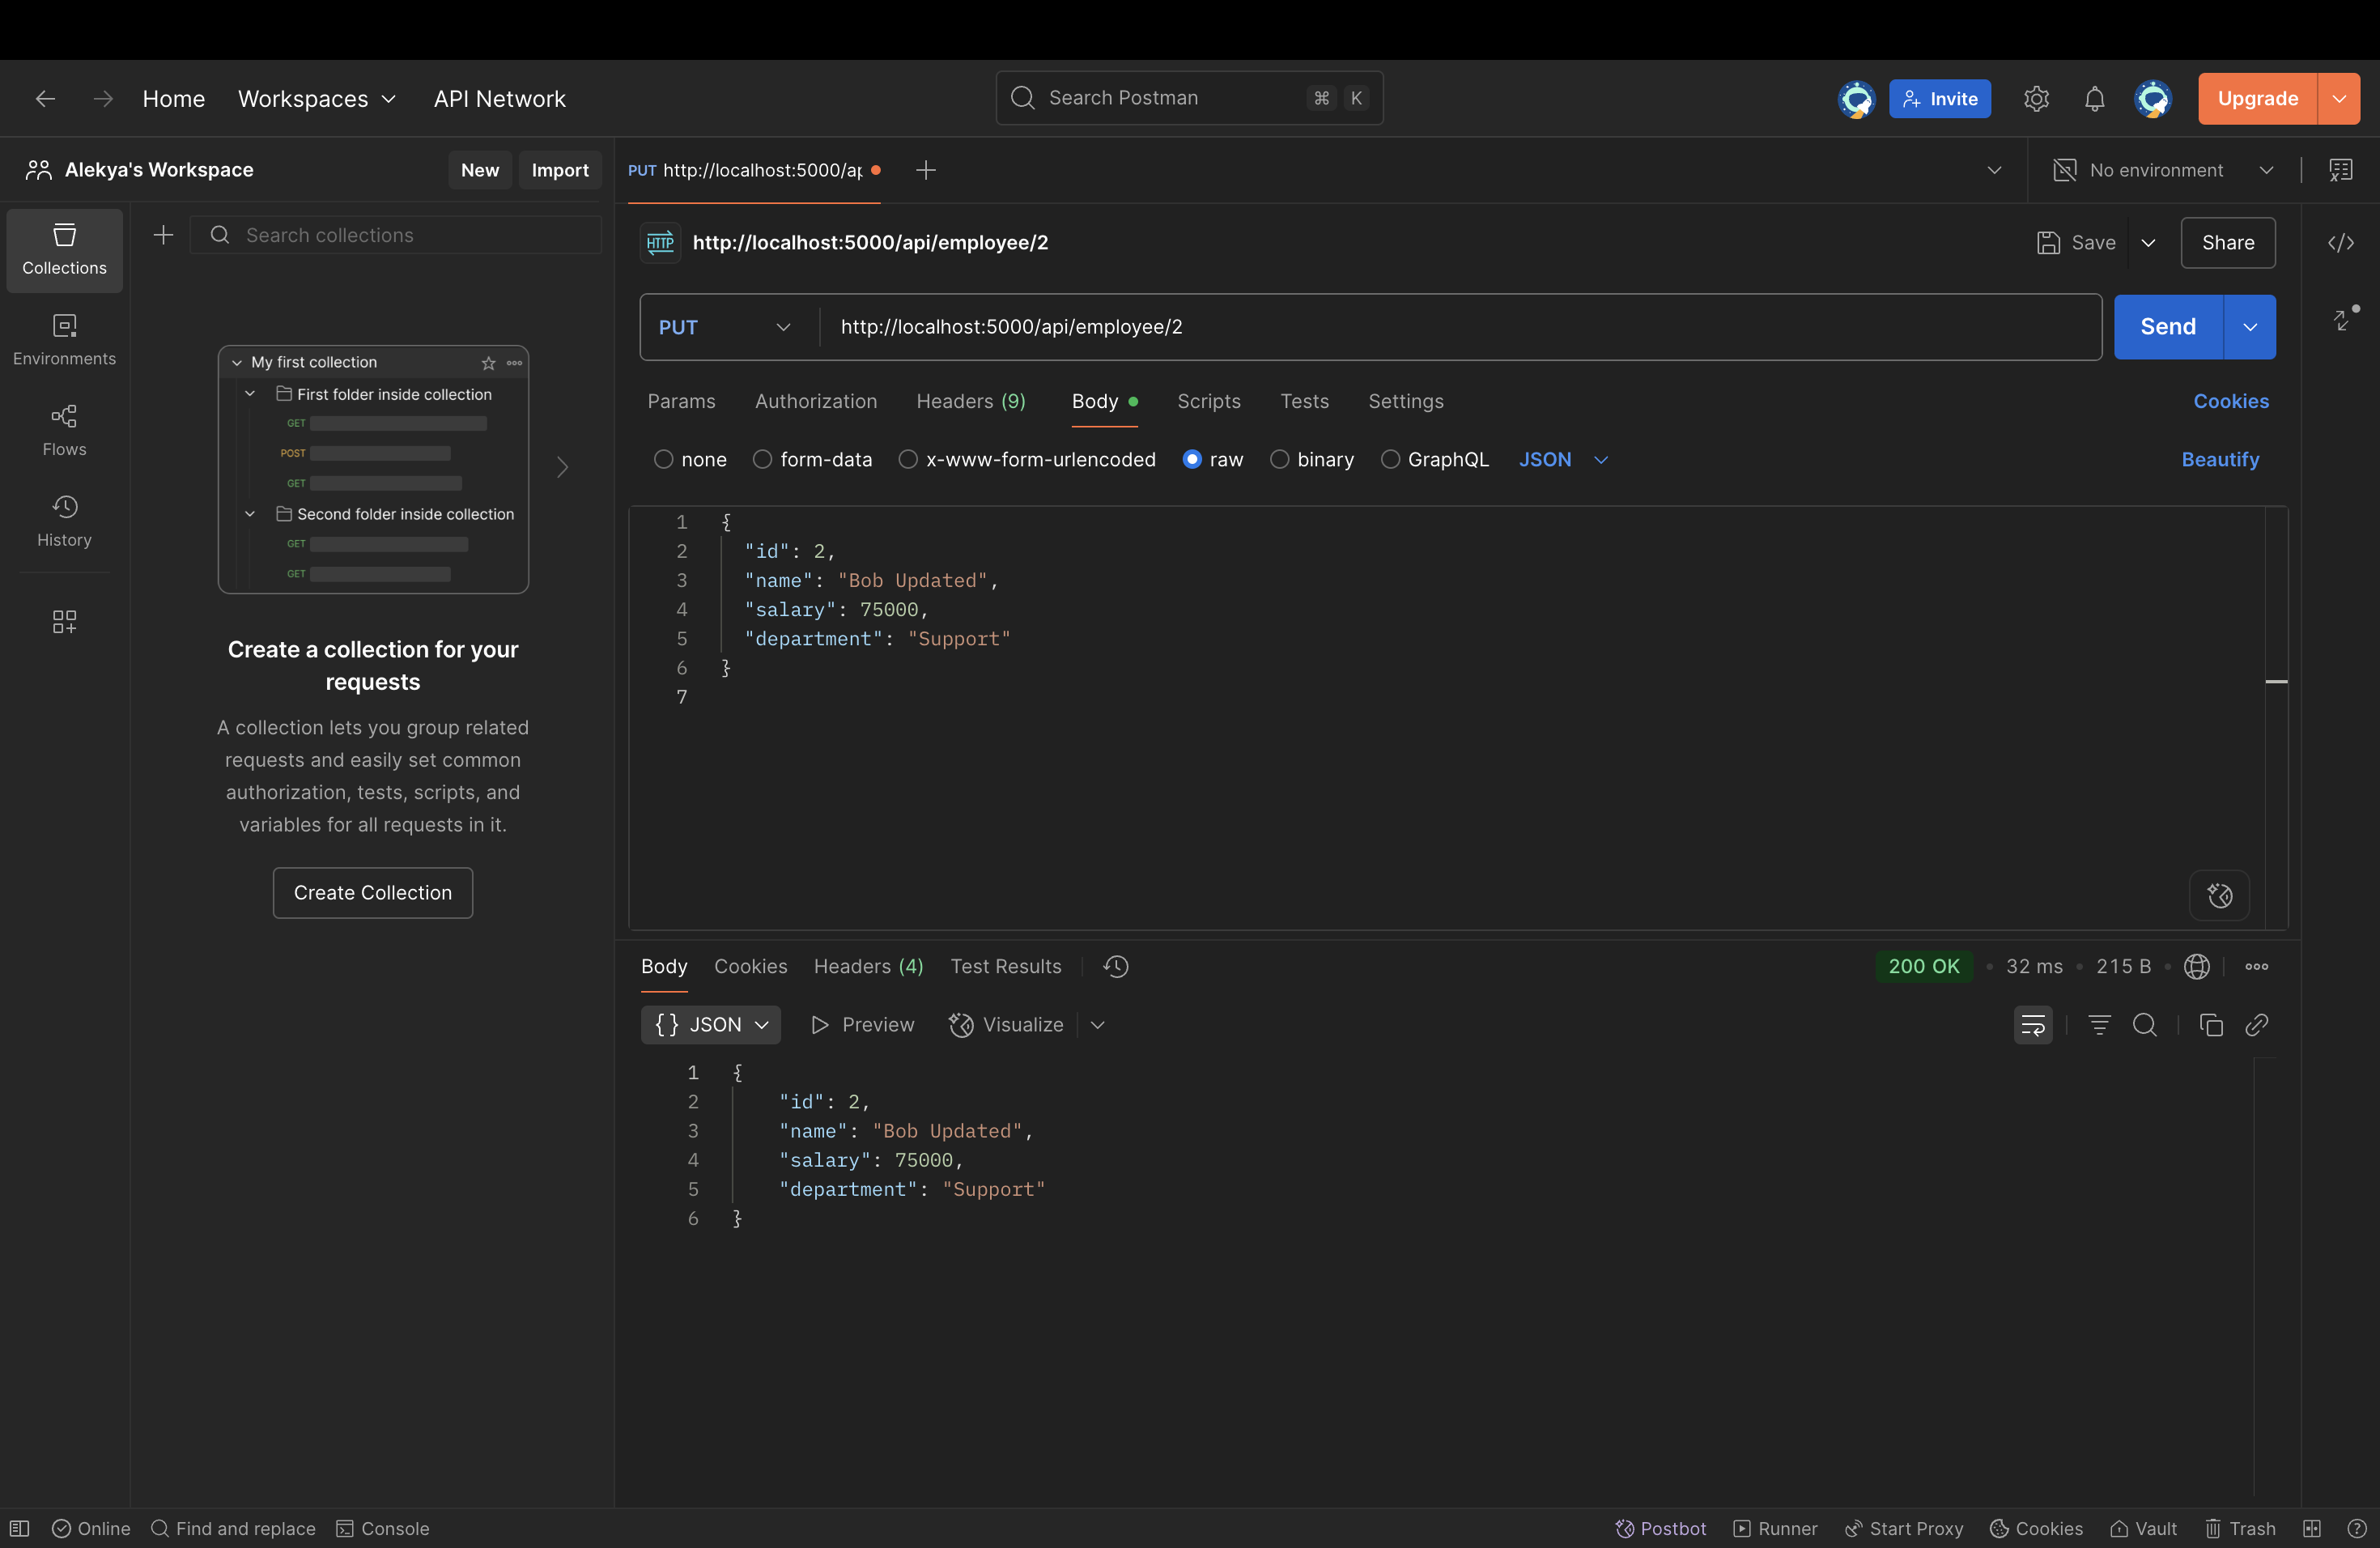 Home Workspaces API Network Search Postman ⌘ K Invite Upgrade
Alekya's Workspace New Import PUT http://localhost:5000/ap No environment
Collections
Environments
Flows
History
Search collections
My first collection
First folder inside collection
GET
POST
GET
Second folder inside collection
GET
GET
Create a collection for your
requests
A collection lets you group related
requests and easily set common
authorization, tests, scripts, and
variables for all requests in it.
Create Collection
HTTP http://localhost:5000/api/employee/2 Save Share
PUT http://localhost:5000/api/employee/2 Send
Params Authorization Headers (9) Body Scripts Tests Settings Cookies
none form-data x-www-form-urlencoded raw binary GraphQL JSON Beautify
1 {
2 "id": 2,
3 "name": "Bob Updated",
4 "salary": 75000,
5 "department": "Support"
6 }
7
Body Cookies Headers (4) Test Results 200 OK 32 ms 215 B
{} JSON Preview Visualize
1 {
2 "id": 2,
3 "name": "Bob Updated",
4 "salary": 75000,
5 "department": "Support"
6 }
Online Find and replace Console Postbot Runner Start Proxy Cookies Vault Trash